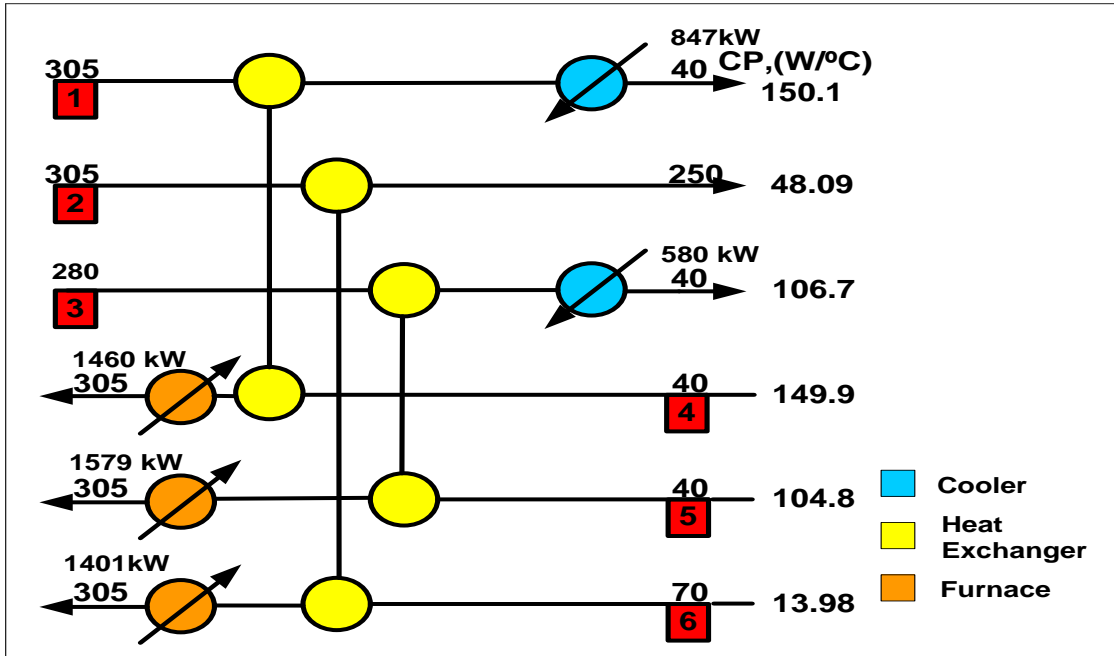 847kW
CP,(W/ºC)
305
40
150.1
1
305
250
48.09
2
580 kW
280
40
106.7
3
1460 kW
305
40
149.9
4
1579 kW
305
40
104.8
5
1401kW
305
70
13.98
6
Cooler
Heat
Exchanger
Furnace